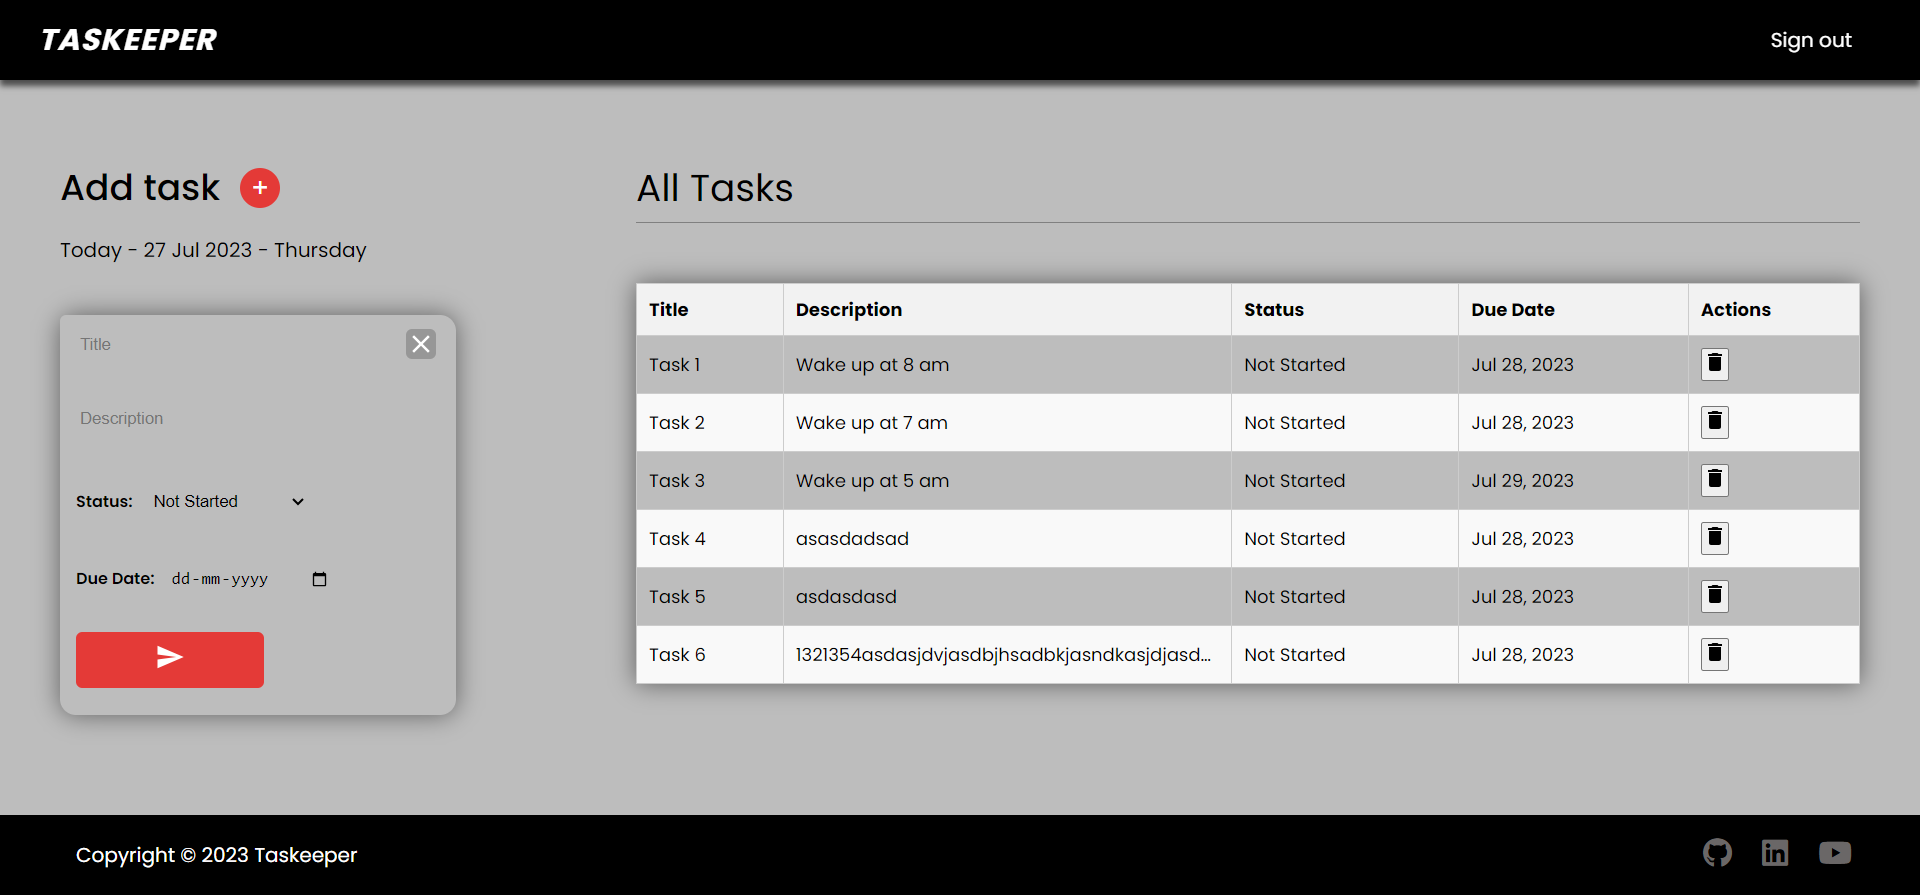 TASKEEPER
Sign out
Add task +
Today - 27 Jul 2023 - Thursday
Title
Description
Status: Not Started
Due Date: dd-mm-yyyy
All Tasks
Title Description Status Due Date Actions
Task 1 Wake up at 8 am Not Started Jul 28, 2023
Task 2 Wake up at 7 am Not Started Jul 28, 2023
Task 3 Wake up at 5 am Not Started Jul 29, 2023
Task 4 asasdadsad Not Started Jul 28, 2023
Task 5 asdasdasd Not Started Jul 28, 2023
Task 6 1321354asdasjdvjasdbjhsadbkjasndkasjdjasd... Not Started Jul 28, 2023
Copyright © 2023 Taskeeper
in